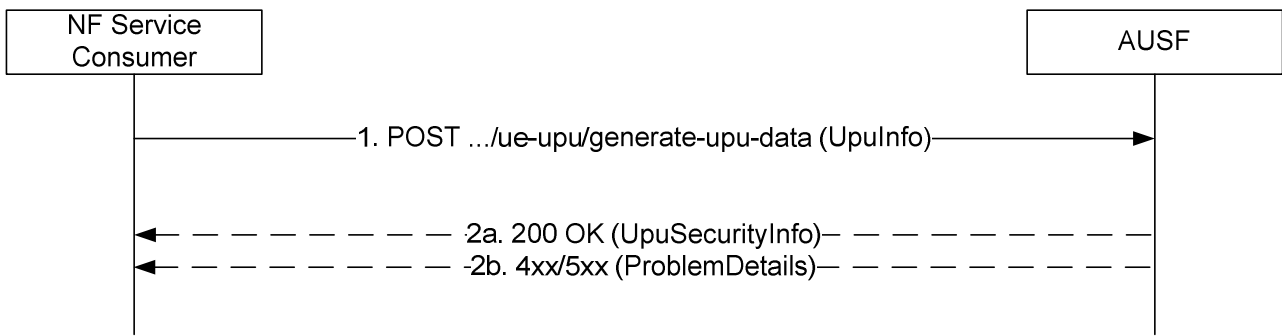 NF Service
Consumer
AUSF
1. POST .../ue-upu/generate-upu-data (UpuInfo)
2a. 200 OK (UpuSecurityInfo)
2b. 4xx/5xx (ProblemDetails)